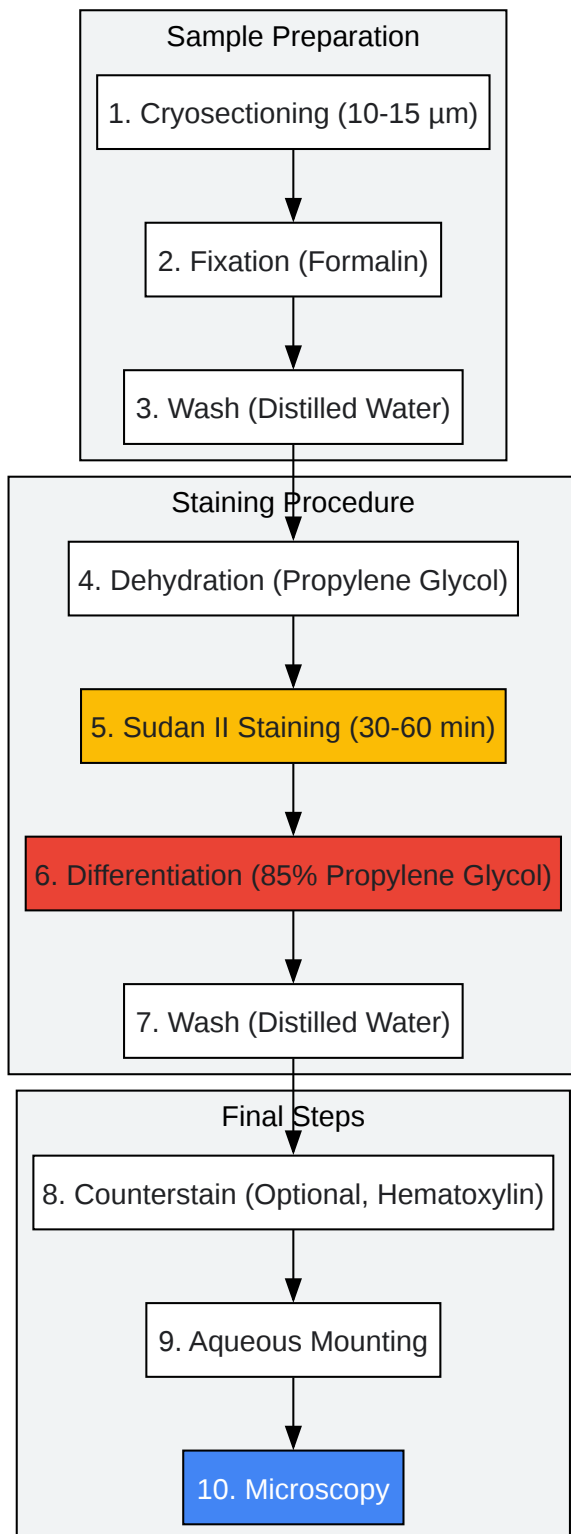 Sample Preparation
1. Cryosectioning (10-15 µm)
2. Fixation (Formalin)
3. Wash (Distilled Water)
Staining Procedure
4. Dehydration (Propylene Glycol)
5. Sudan II Staining (30-60 min)
6. Differentiation (85% Propylene Glycol)
7. Wash (Distilled Water)
Final Steps
8. Counterstain (Optional, Hematoxylin)
9. Aqueous Mounting
10. Microscopy